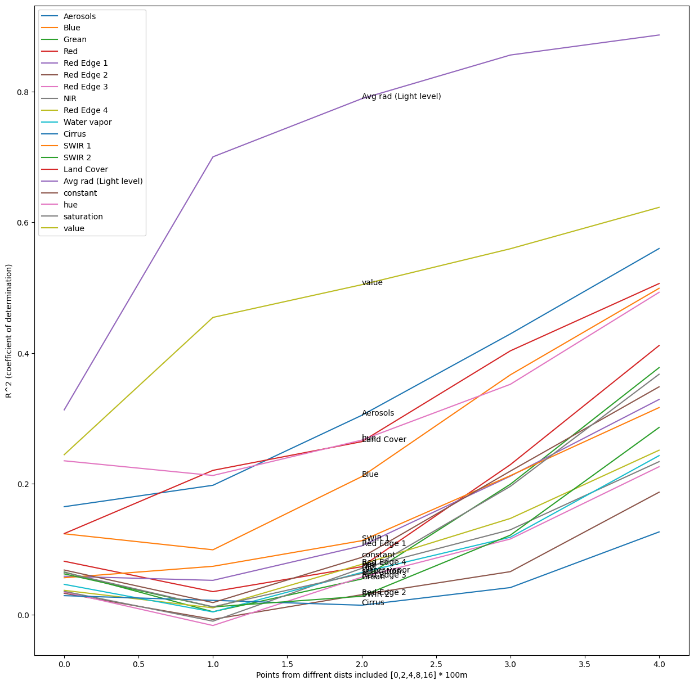 Aerosols
Blue
Grean
Red
Red Edge 1
Red Edge 2
Red Edge 3
NIR
Red Edge 4
Water vapor
Cirrus
SWIR 1
SWIR 2
Land Cover
Avg rad (Light level)
constant
hue
saturation
value
0.8
0.6
0.4
0.2
0.0
R^2 (coefficient of determination)
Avg rad (Light level)
value
Aerosols
Land Cover
Blue
SWIR 1
Red Edge 1
constant
Red Edge 4
Red Edge 3
Red Edge 2
Cirrus
0.0
0.5
1.0
1.5
2.0
2.5
3.0
3.5
4.0
Points from diffrent dists included [0,2,4,8,16] * 100m